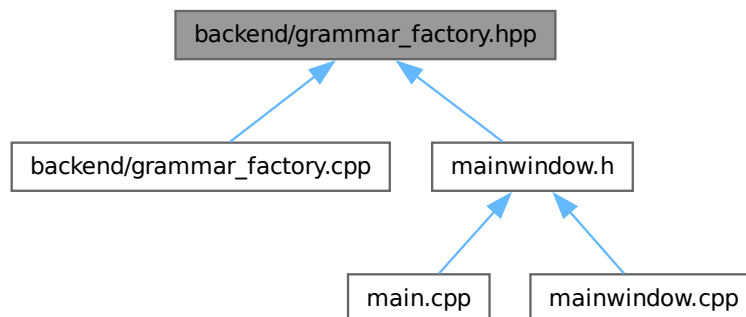 backend/grammar_factory.hpp
backend/grammar_factory.cpp
mainwindow.h
main.cpp
mainwindow.cpp